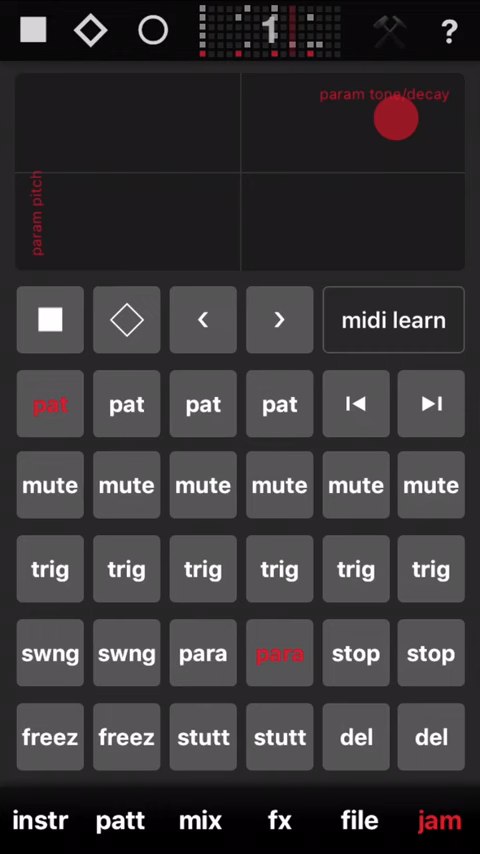 1 ?
param tone/decay
param pitch
midi learn
pat pat pat pat
mute mute mute mute mute mute
trig trig trig trig trig trig
swng swng para para stop stop
freez freez stutt stutt del del
instr patt mix fx file jam